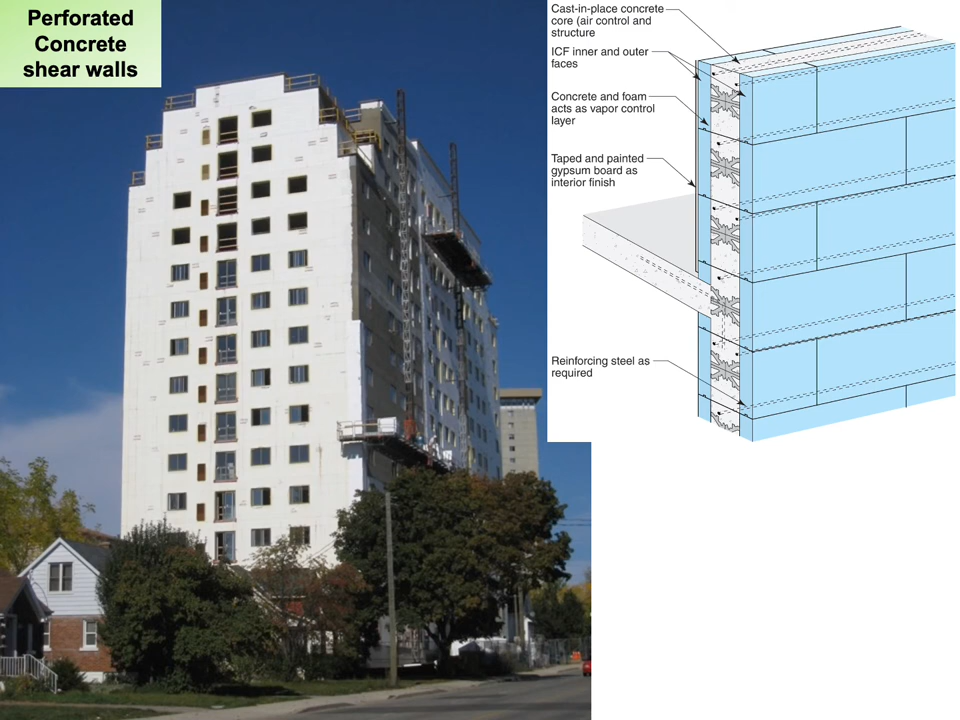 Perforated
Concrete
shear walls
Cast-in-place concrete
core (air control and
structure
ICF inner and outer
faces
Concrete and foam
acts as vapor control
layer
Taped and painted
gypsum board as
interior finish
Reinforcing steel as
required